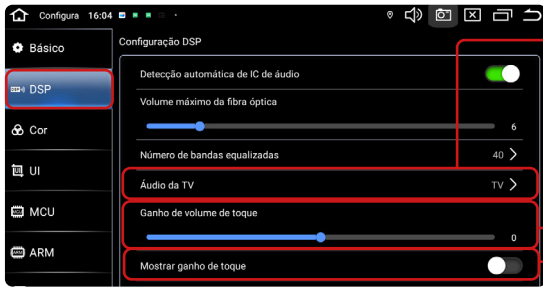 Configura 16:04
Configuração DSP
Básico
DSP
Cor
UI
MCU
ARM
Detecção automática de IC de áudio
Volume máximo da fibra óptica
6
Número de bandas equalizadas 40
Áudio da TV TV
Ganho de volume de toque
0
Mostrar ganho de toque